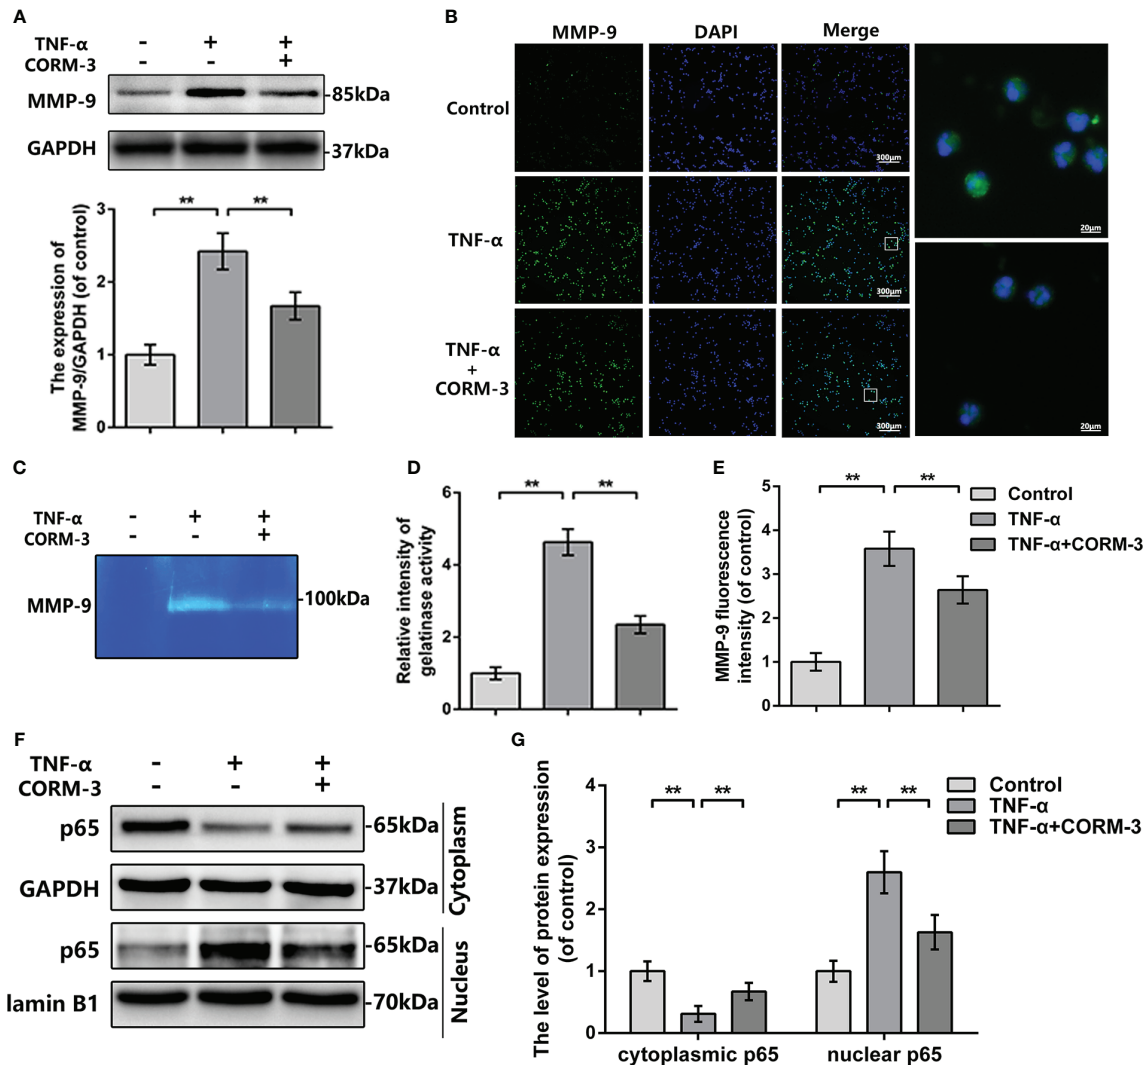 A
TNF-α - + +
CORM-3 - - +
MMP-9 -85kDa
GAPDH -37kDa
** **
The expression of
MMP-9/GAPDH (of control)
3
2
1
0
B
MMP-9 DAPI Merge
Control
300μm
20μm
TNF-α
300μm
TNF-α
+
CORM-3
300μm
20μm
C
TNF-α - + +
CORM-3 - - +
MMP-9 -100kDa
D
** **
Relative intensity of
gelatinase activity
6
4
2
0
E
** **
MMP-9 fluorescence
intensity (of control)
5
4
3
2
1
0
Control
TNF-α
TNF-α+CORM-3
F
TNF-α - + +
CORM-3 - - +
p65 -65kDa
GAPDH -37kDa
Cytoplasm
p65 -65kDa
lamin B1 -70kDa
Nucleus
G
The level of protein expression
(of control)
4
3
2
1
0
** ** ** **
Control
TNF-α
TNF-α+CORM-3
cytoplasmic p65 nuclear p65